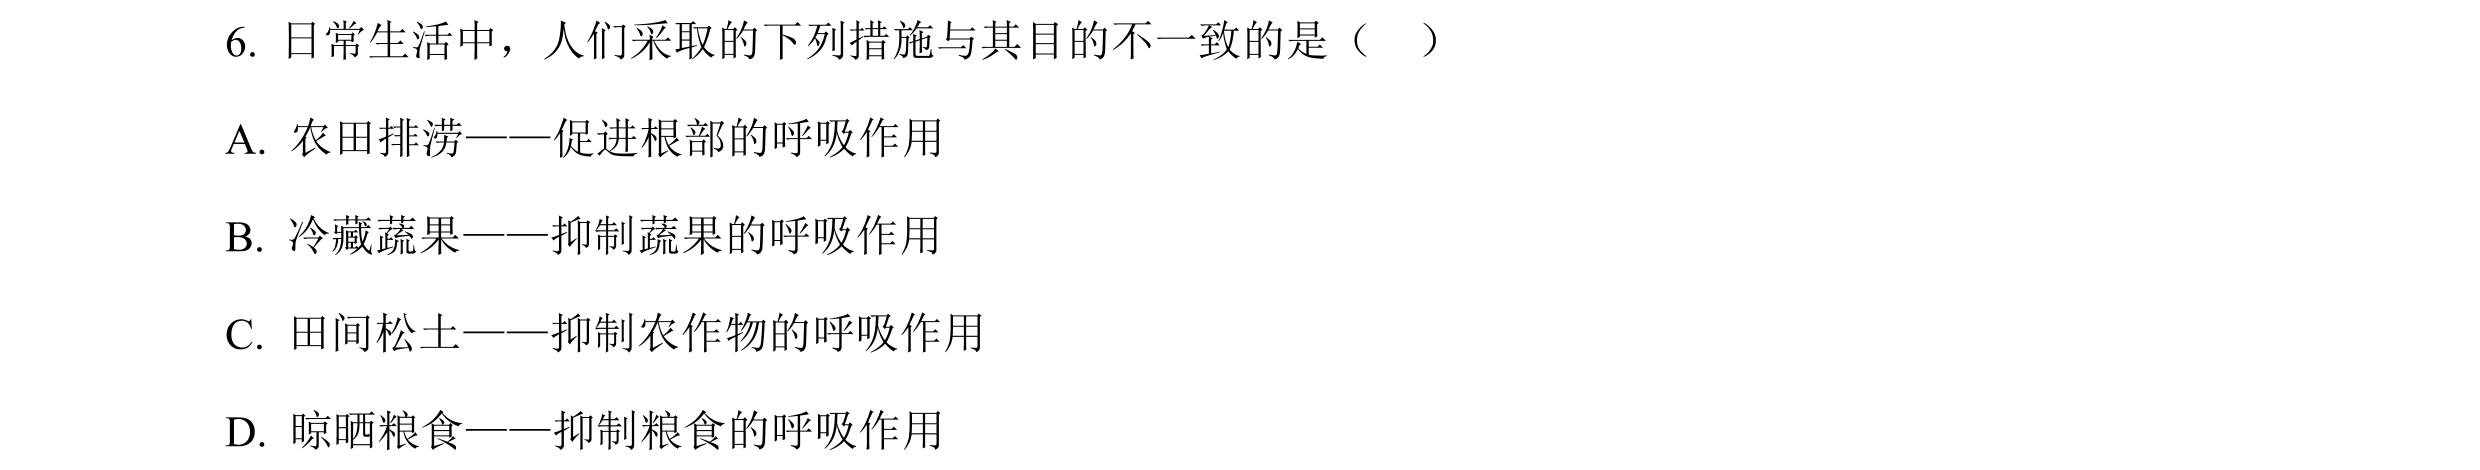 6. 日常生活中，人们采取的下列措施与其目的不一致的是（　）
A. 农田排涝——促进根部的呼吸作用
B. 冷藏蔬果——抑制蔬果的呼吸作用
C. 田间松土——抑制农作物的呼吸作用
D. 晾晒粮食——抑制粮食的呼吸作用